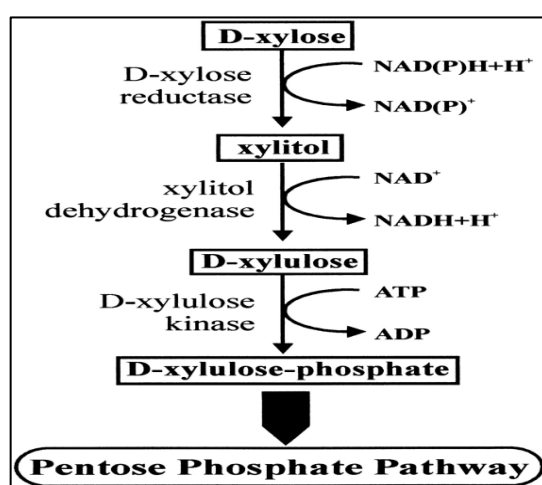 D-xylose
D-xylose
reductase
NAD(P)H+H⁺
NAD(P)⁺
xylitol
xylitol
dehydrogenase
NAD⁺
NADH+H⁺
D-xylulose
D-xylulose
kinase
ATP
ADP
D-xylulose-phosphate
Pentose Phosphate Pathway